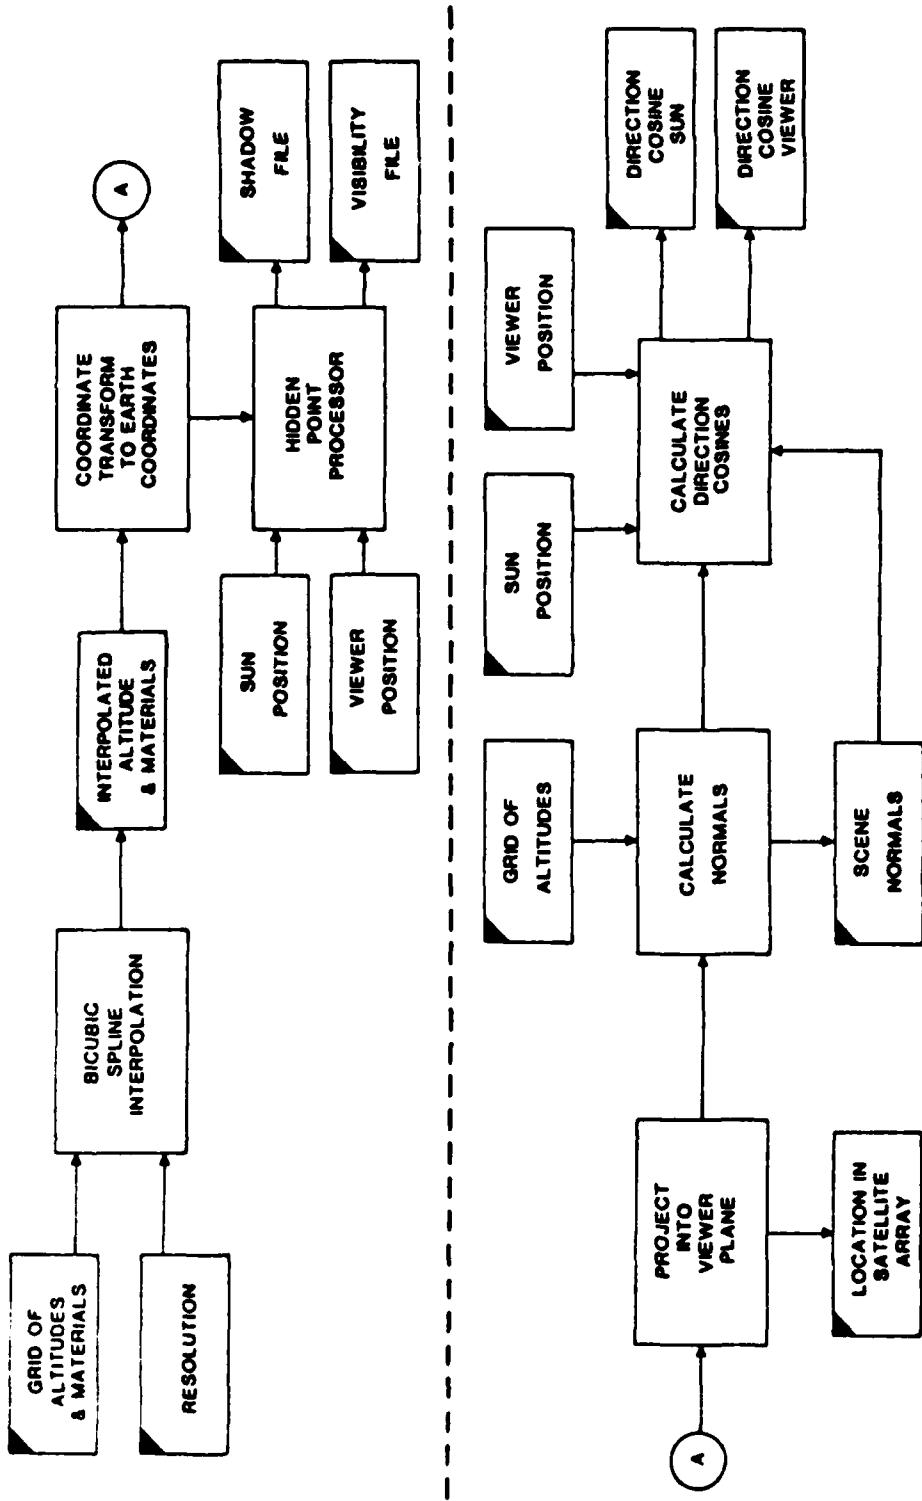 GRID OF
ALTITUDES
& MATERIALS
RESOLUTION
BICUBIC
SPLINE
INTERPOLATION
INTERPOLATED
ALTITUDE
& MATERIALS
COORDINATE
TRANSFORM
TO EARTH
COORDINATES
A
SUN
POSITION
VIEWER
POSITION
HIDDEN
POINT
PROCESSOR
SHADOW
FILE
VISIBILITY
FILE
A
PROJECT
INTO
VIEWER
PLANE
LOCATION IN
SATELLITE
ARRAY
GRID OF
ALTITUDES
CALCULATE
NORMALS
SCENE
NORMALS
SUN
POSITION
VIEWER
POSITION
CALCULATE
DIRECTION
COSINES
DIRECTION
COSINE
SUN
DIRECTION
COSINE
VIEWER